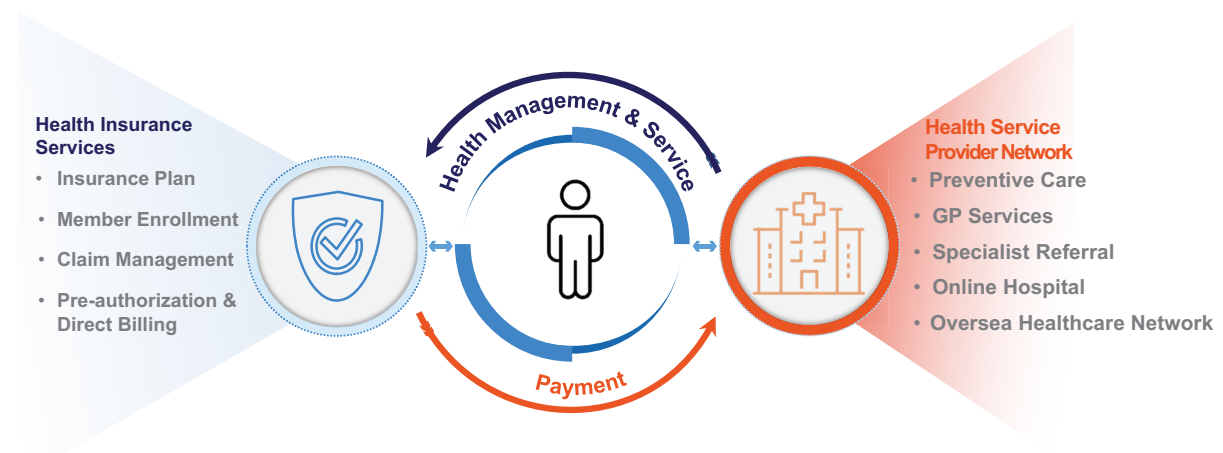 Health Insurance
Services
• Insurance Plan
• Member Enrollment
• Claim Management
• Pre-authorization &
Direct Billing
Health Management & Service
Payment
Health Service
Provider Network
• Preventive Care
• GP Services
• Specialist Referral
• Online Hospital
• Oversea Healthcare Network